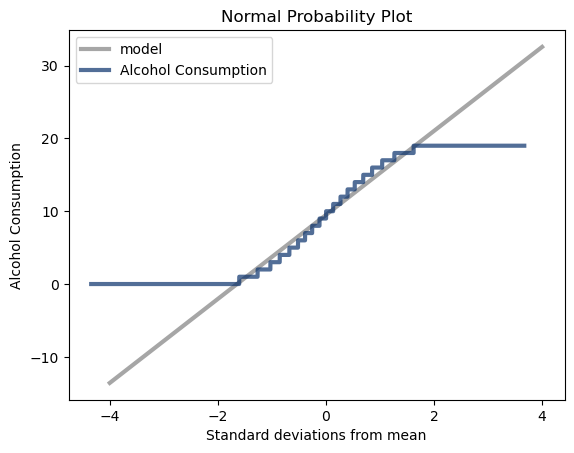 Normal Probability Plot
model
Alcohol Consumption
Alcohol Consumption
30
20
10
0
−10
−4
−2
0
2
4
Standard deviations from mean